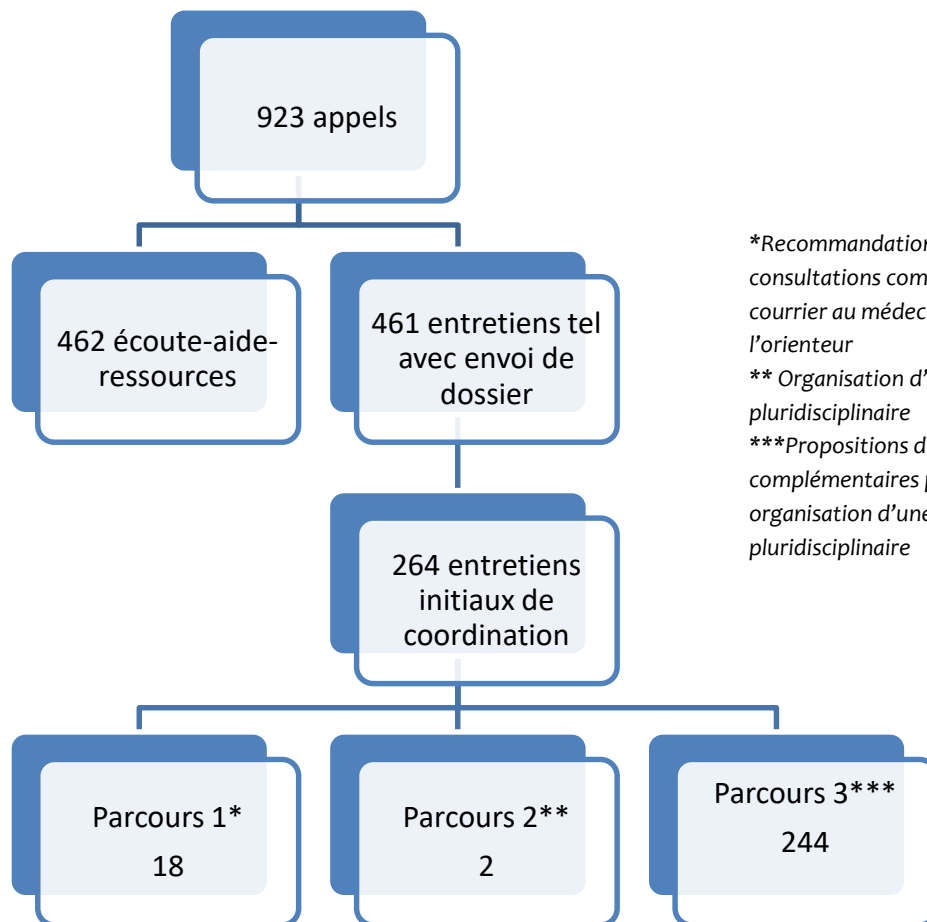 923 appels
462 écoute-aide-
ressources
461 entretiens tel
avec envoi de
dossier
264 entretiens
initiaux de
coordination
Parcours 1*
18
Parcours 2**
2
Parcours 3***
244
*Recommandation
consultations com
courrier au médec
l'orienteur
** Organisation d'
pluridisciplinaire
***Propositions d
complémentaires p
organisation d'une
pluridisciplinaire